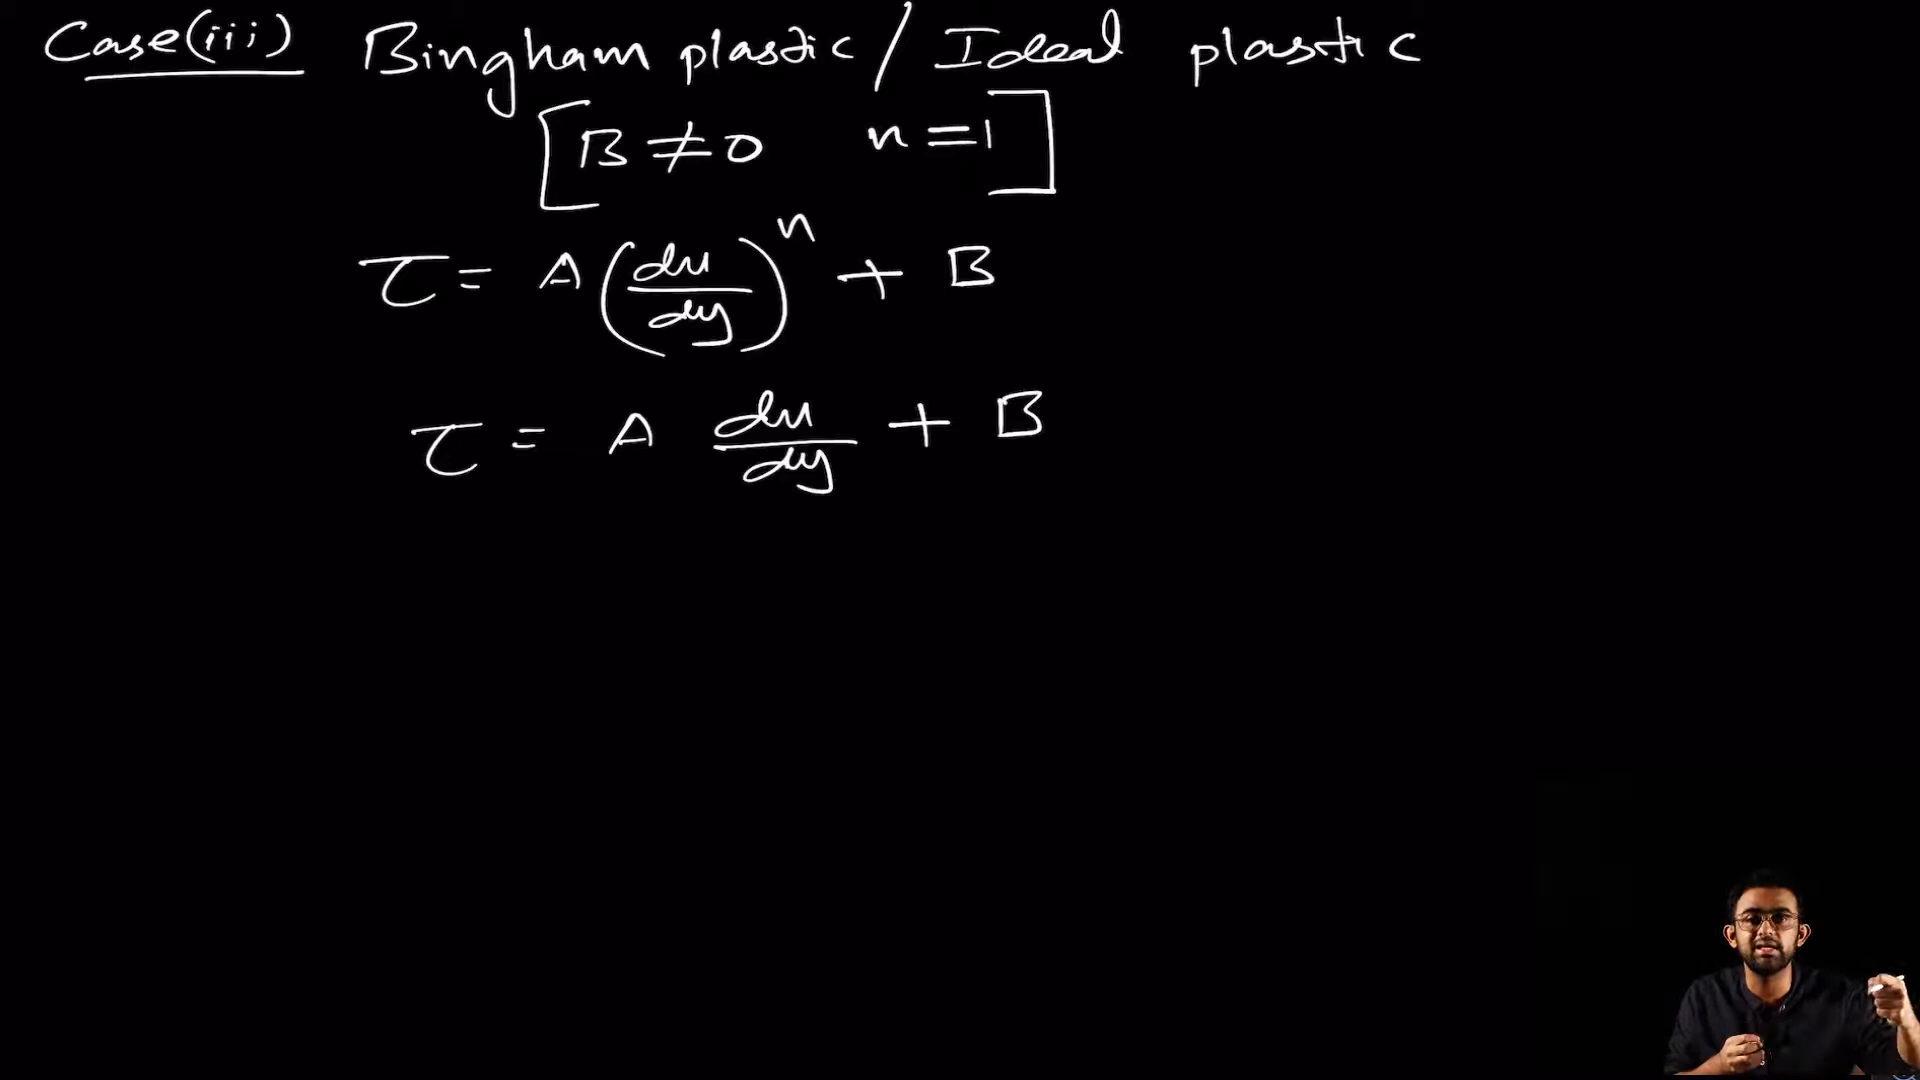 Case(iii) Bingham plastic / Ideal plastic
[B ≠ 0 n = 1]
τ = A (du/dy)^n + B
τ = A du/dy + B